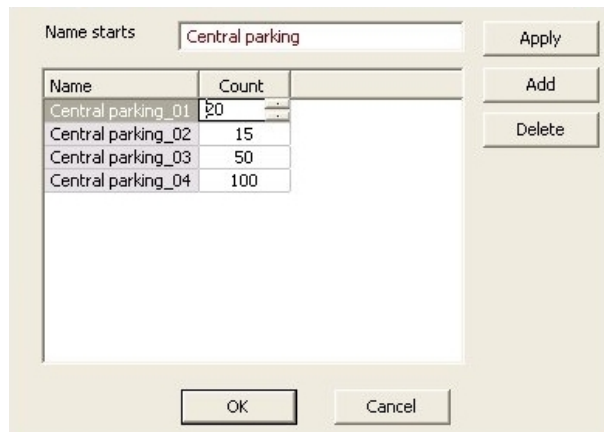 Name starts Central parking Apply
Add
Name Count
Central parking_01 20
Delete
Central parking_02 15
Central parking_03 50
Central parking_04 100
OK Cancel